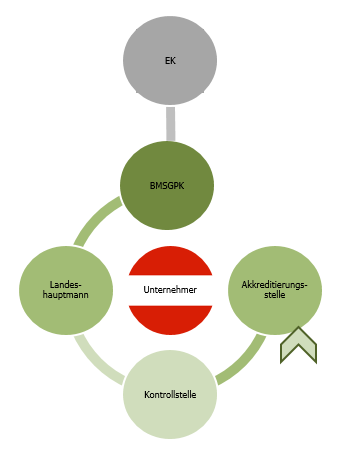 EK
BMSGPK
Landes-
hauptmann
Unternehmer
Akkreditierungs-
stelle
Kontrollstelle